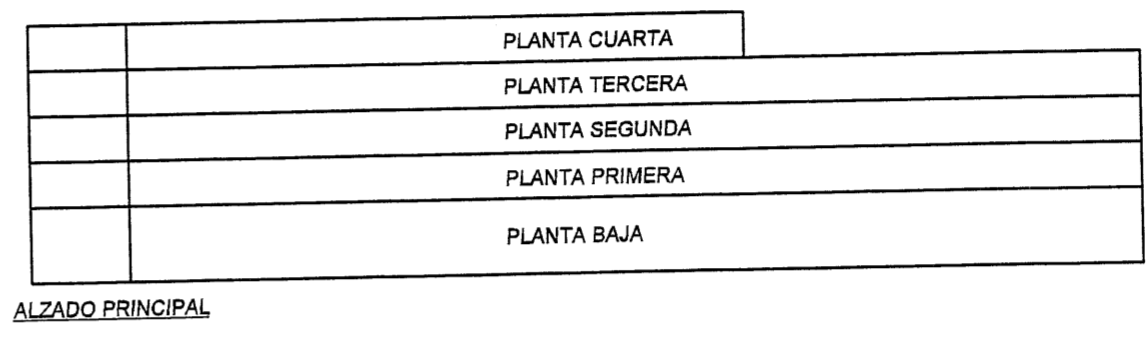 PLANTA CUARTA
PLANTA TERCERA
PLANTA SEGUNDA
PLANTA PRIMERA
PLANTA BAJA
ALZADO PRINCIPAL